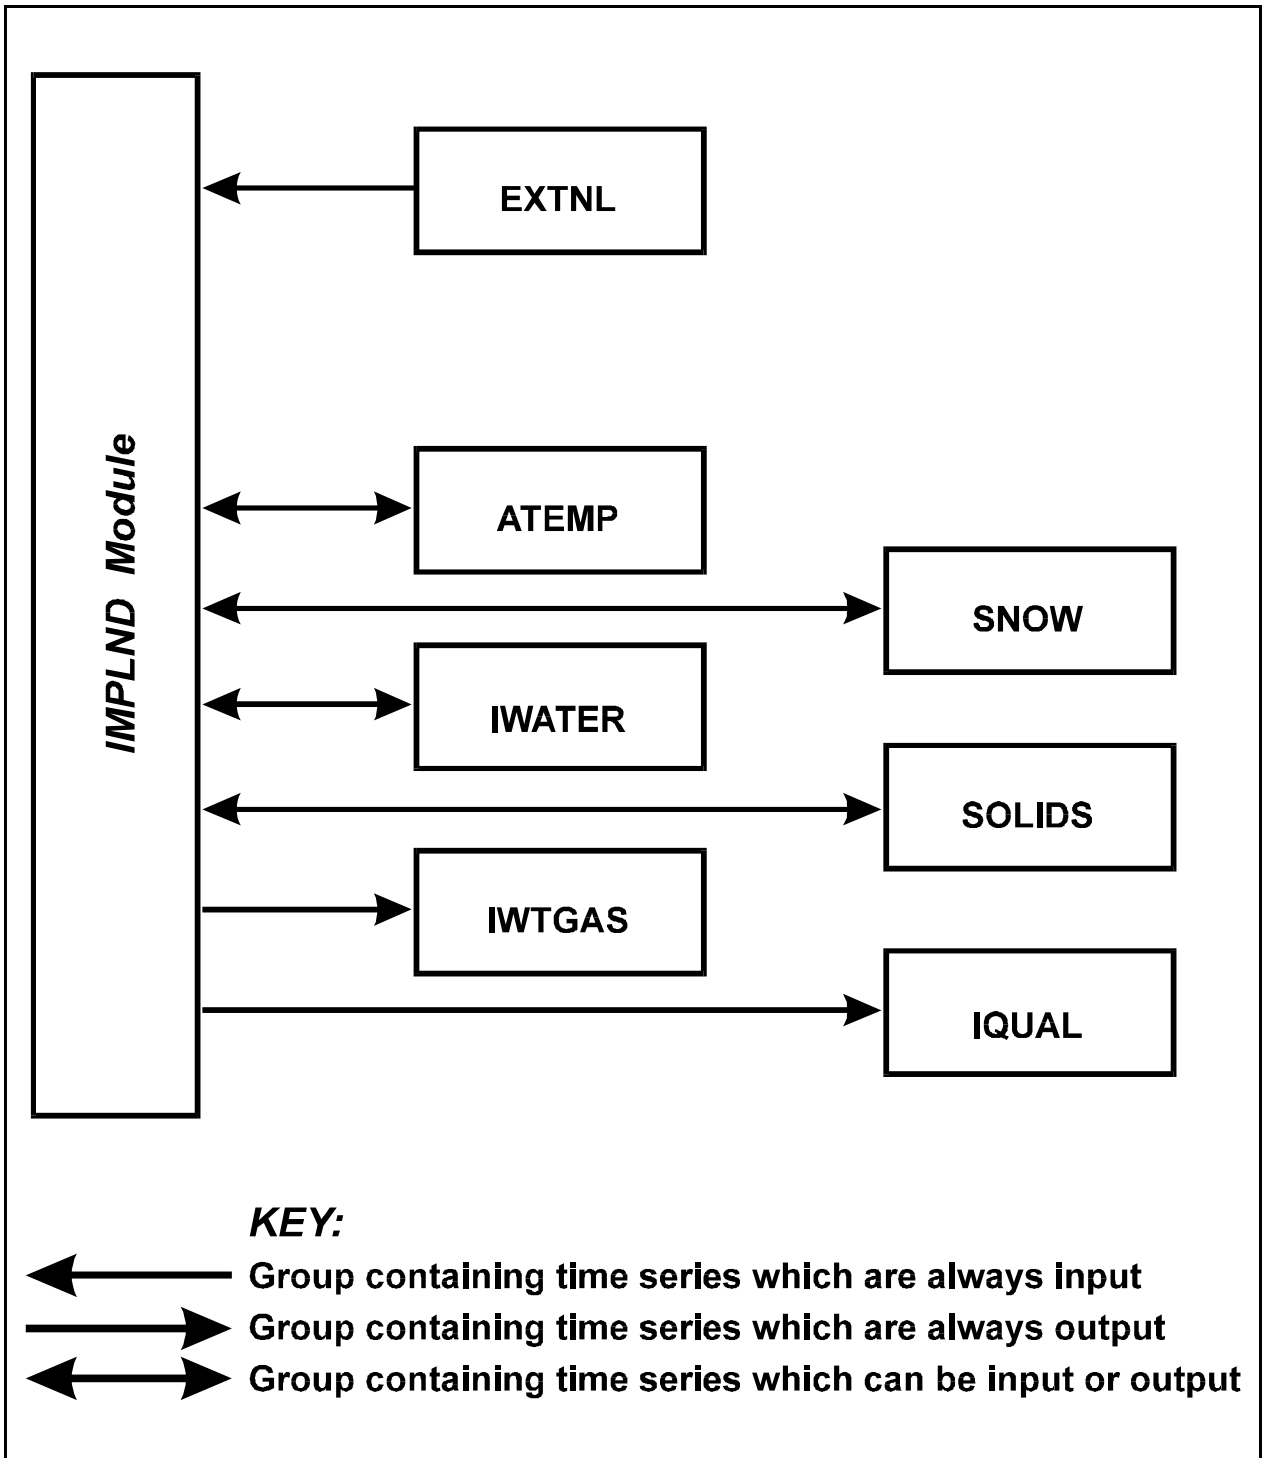 EXTNL
IMPLND Module
ATEMP
SNOW
IWATER
SOLIDS
IWTGAS
IQUAL
KEY:
Group containing time series which are always input
Group containing time series which are always output
Group containing time series which can be input or output